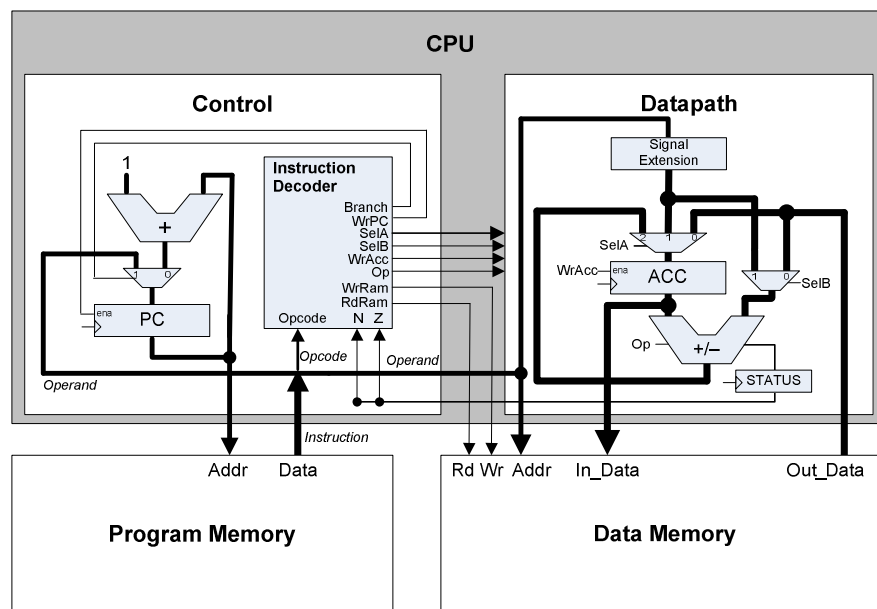 CPU
Control
Datapath
1
+
1 0
ena
PC
Instruction
Decoder
Branch
WrPC
SelA
SelB
WrAcc
Op
WrRam
RdRam
Opcode N Z
Opcode
Operand
Operand
Instruction
Signal
Extension
2 1 0
SelA
WrAcc
ena
ACC
1 0
SelB
Op
+/–
STATUS
Addr Data
Rd Wr Addr In_Data Out_Data
Program Memory
Data Memory